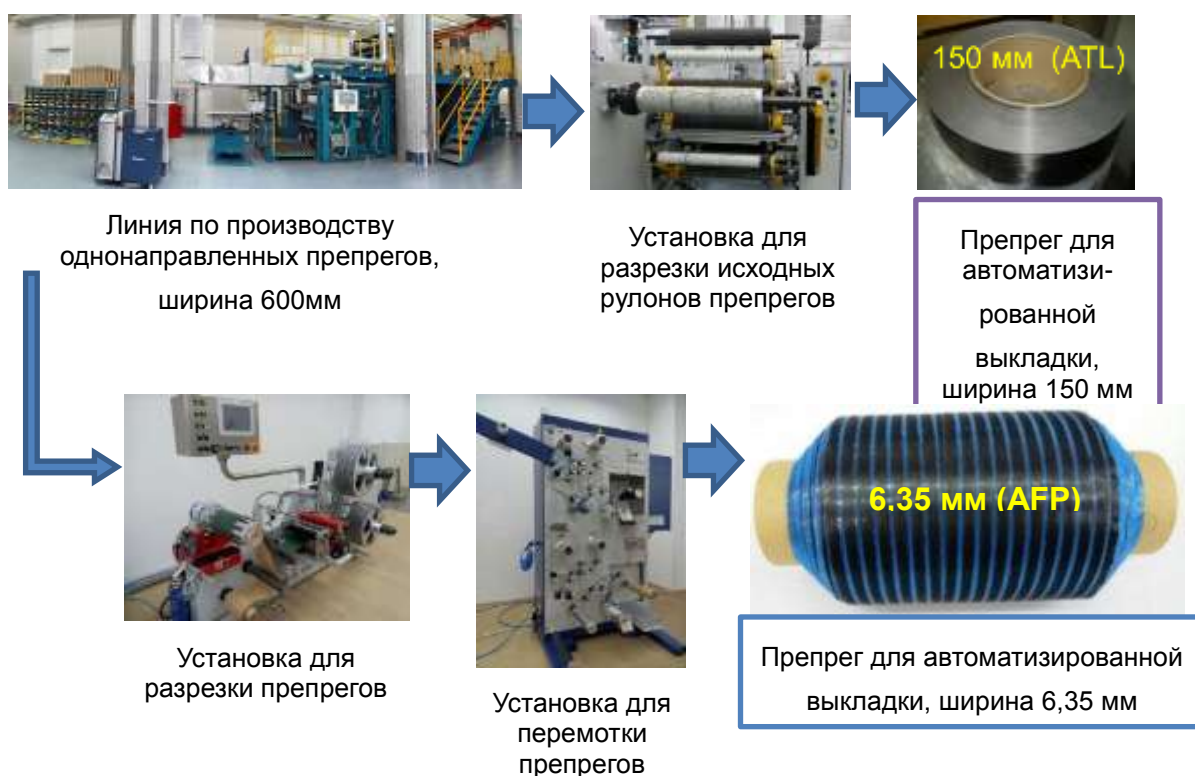 150 мм (ATL)
Линия по производству
однонаправленных препрегов,
ширина 600мм
Установка для
разрезки исходных
рулонов препрегов
Препрег для
автоматизи-
рованной
выкладки,
ширина 150 мм
6,35 мм (AFP)
Установка для
разрезки препрегов
Установка для
перемотки
препрегов
Препрег для автоматизированной
выкладки, ширина 6,35 мм